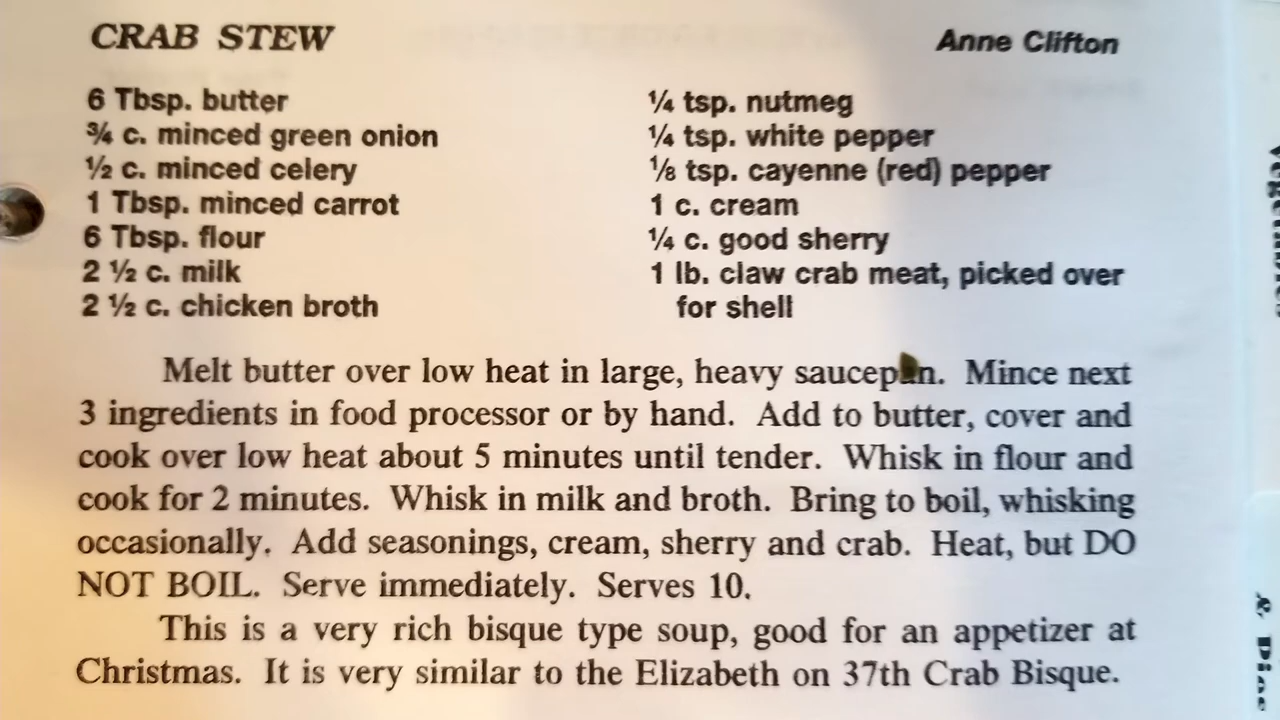 CRAB STEW
Anne Clifton
6 Tbsp. butter
¾ c. minced green onion
½ c. minced celery
1 Tbsp. minced carrot
6 Tbsp. flour
2 ½ c. milk
2 ½ c. chicken broth
¼ tsp. nutmeg
¼ tsp. white pepper
⅛ tsp. cayenne (red) pepper
1 c. cream
¼ c. good sherry
1 lb. claw crab meat, picked over
for shell
Melt butter over low heat in large, heavy saucepan. Mince next
3 ingredients in food processor or by hand. Add to butter, cover and
cook over low heat about 5 minutes until tender. Whisk in flour and
cook for 2 minutes. Whisk in milk and broth. Bring to boil, whisking
occasionally. Add seasonings, cream, sherry and crab. Heat, but DO
NOT BOIL. Serve immediately. Serves 10.
This is a very rich bisque type soup, good for an appetizer at
Christmas. It is very similar to the Elizabeth on 37th Crab Bisque.